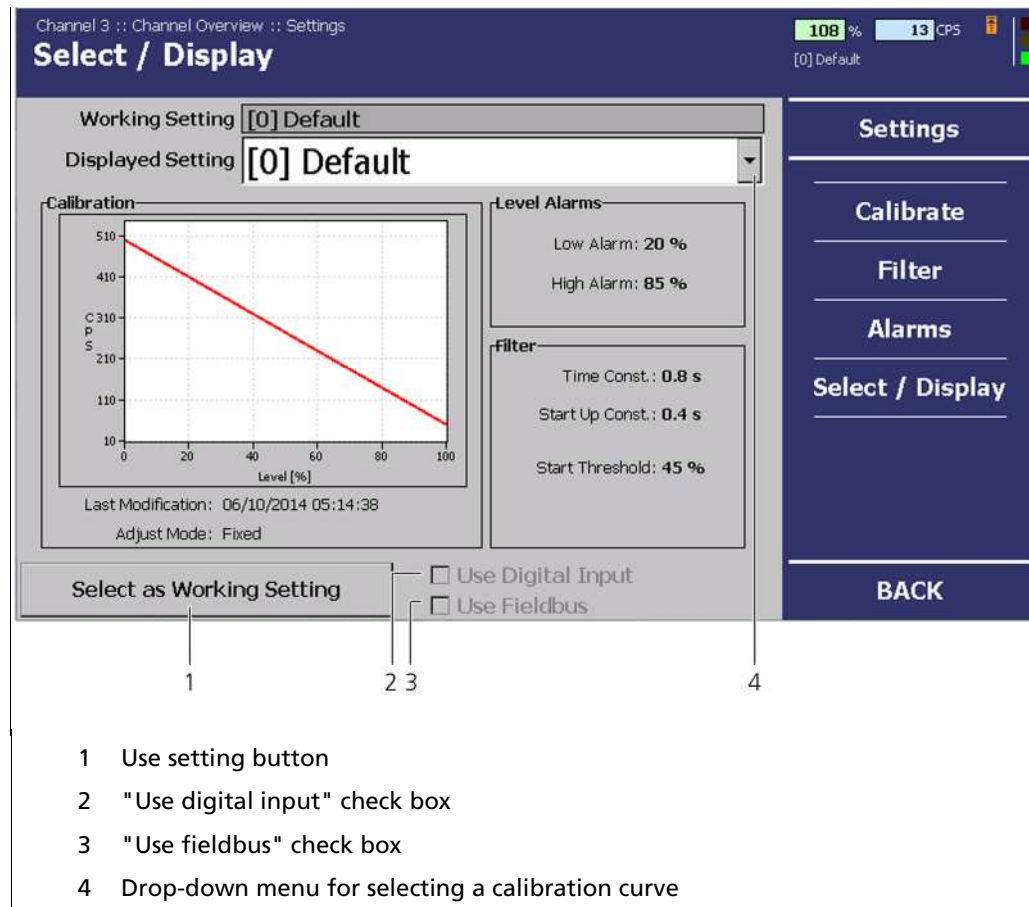 Channel 3 :: Channel Overview :: Settings
Select / Display
108 % 13 CPS
[0] Default
Working Setting [0] Default
Displayed Setting [0] Default
Settings
Calibrate
Filter
Alarms
Select / Display
BACK
Calibration
510
410
310
210
110
10
CPS
0 20 40 60 80 100
Level [%]
Last Modification: 06/10/2014 05:14:38
Adjust Mode: Fixed
Level Alarms
Low Alarm: 20 %
High Alarm: 85 %
Filter
Time Const.: 0.8 s
Start Up Const.: 0.4 s
Start Threshold: 45 %
Select as Working Setting
Use Digital Input
Use Fieldbus
1 2 3 4
1 Use setting button
2 "Use digital input" check box
3 "Use fieldbus" check box
4 Drop-down menu for selecting a calibration curve